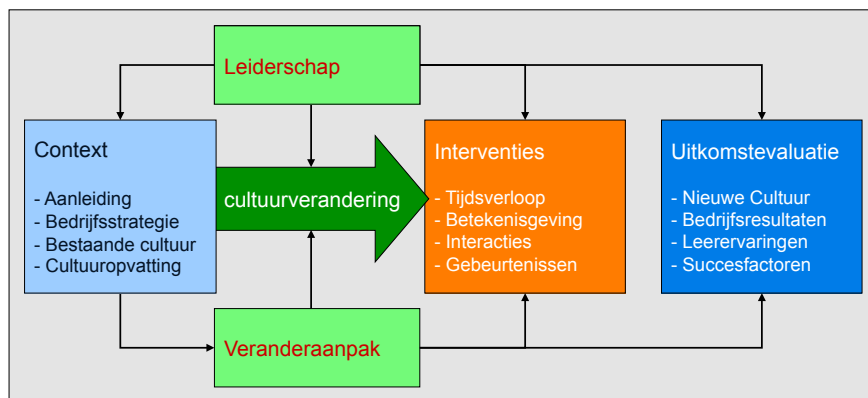 Leiderschap
Context
- Aanleiding
- Bedrijfsstrategie
- Bestaande cultuur
- Cultuuropvatting
cultuurverandering
Interventies
- Tijdsverloop
- Betekenisgeving
- Interacties
- Gebeurtenissen
Uitkomstevaluatie
- Nieuwe Cultuur
- Bedrijfsresultaten
- Leerervaringen
- Succesfactoren
Veranderaanpak